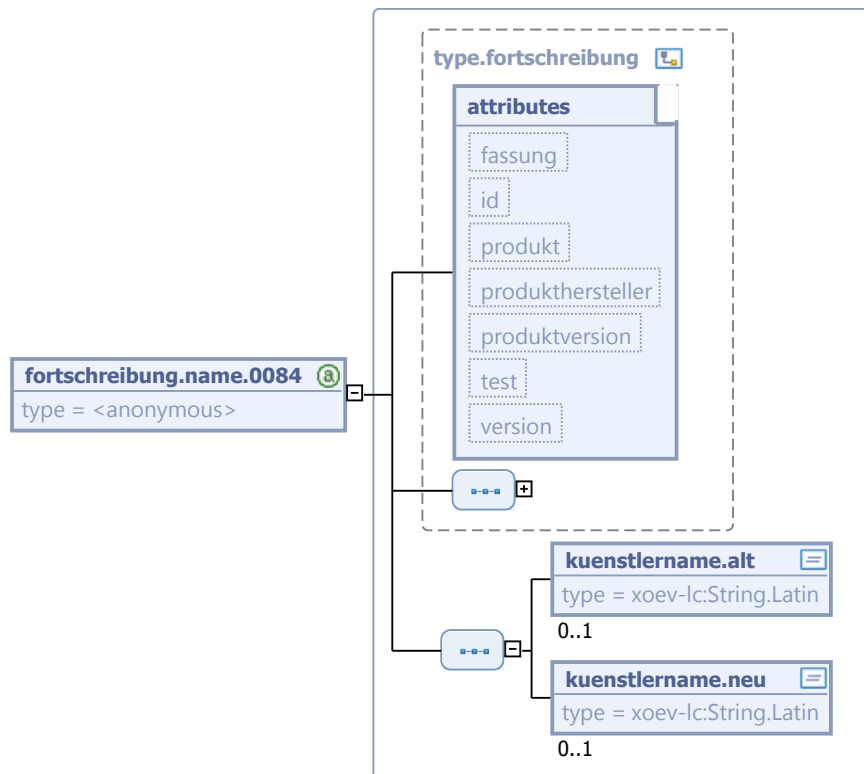 type.fortschreibung
attributes
fassung
id
produkt
produkthersteller
produktversion
test
version
fortschreibung.name.0084 a
type = <anonymous>
kuenstlername.alt
type = xoev-lc:String.Latin
0..1
kuenstlername.neu
type = xoev-lc:String.Latin
0..1